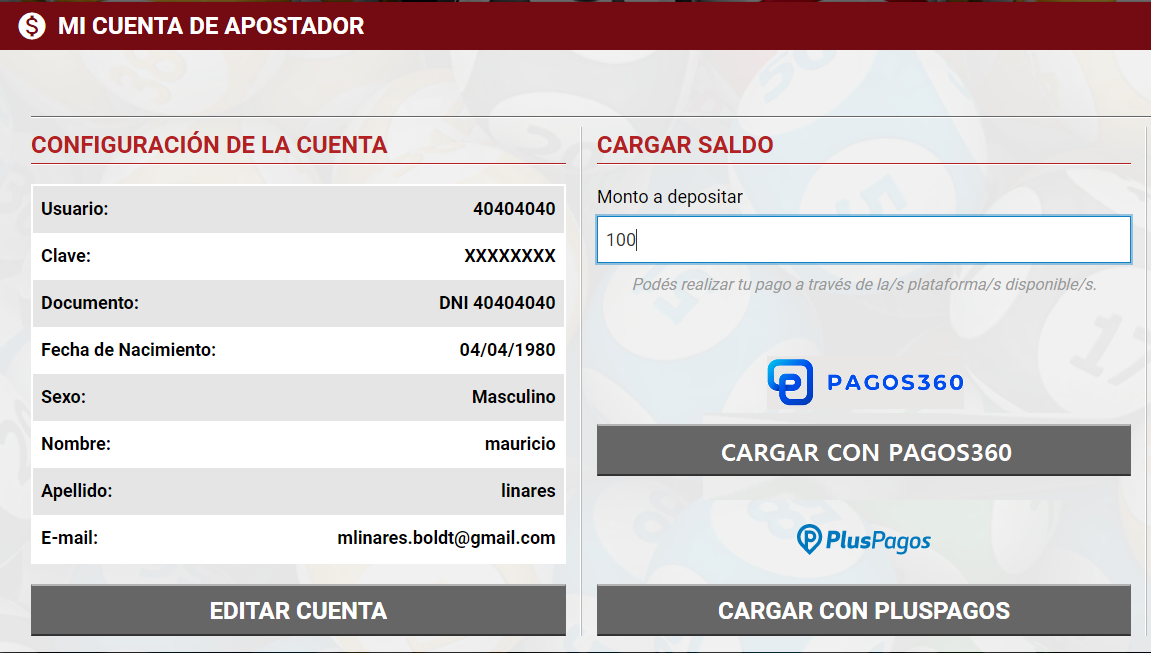 MI CUENTA DE APOSTADOR
CONFIGURACIÓN DE LA CUENTA
Usuario: 40404040
Clave: XXXXXXXX
Documento: DNI 40404040
Fecha de Nacimiento: 04/04/1980
Sexo: Masculino
Nombre: mauricio
Apellido: linares
E-mail: mlinares.boldt@gmail.com
EDITAR CUENTA
CARGAR SALDO
Monto a depositar
100
Podés realizar tu pago a través de la/s plataforma/s disponible/s.
PAGOS360
CARGAR CON PAGOS360
PlusPagos
CARGAR CON PLUSPAGOS